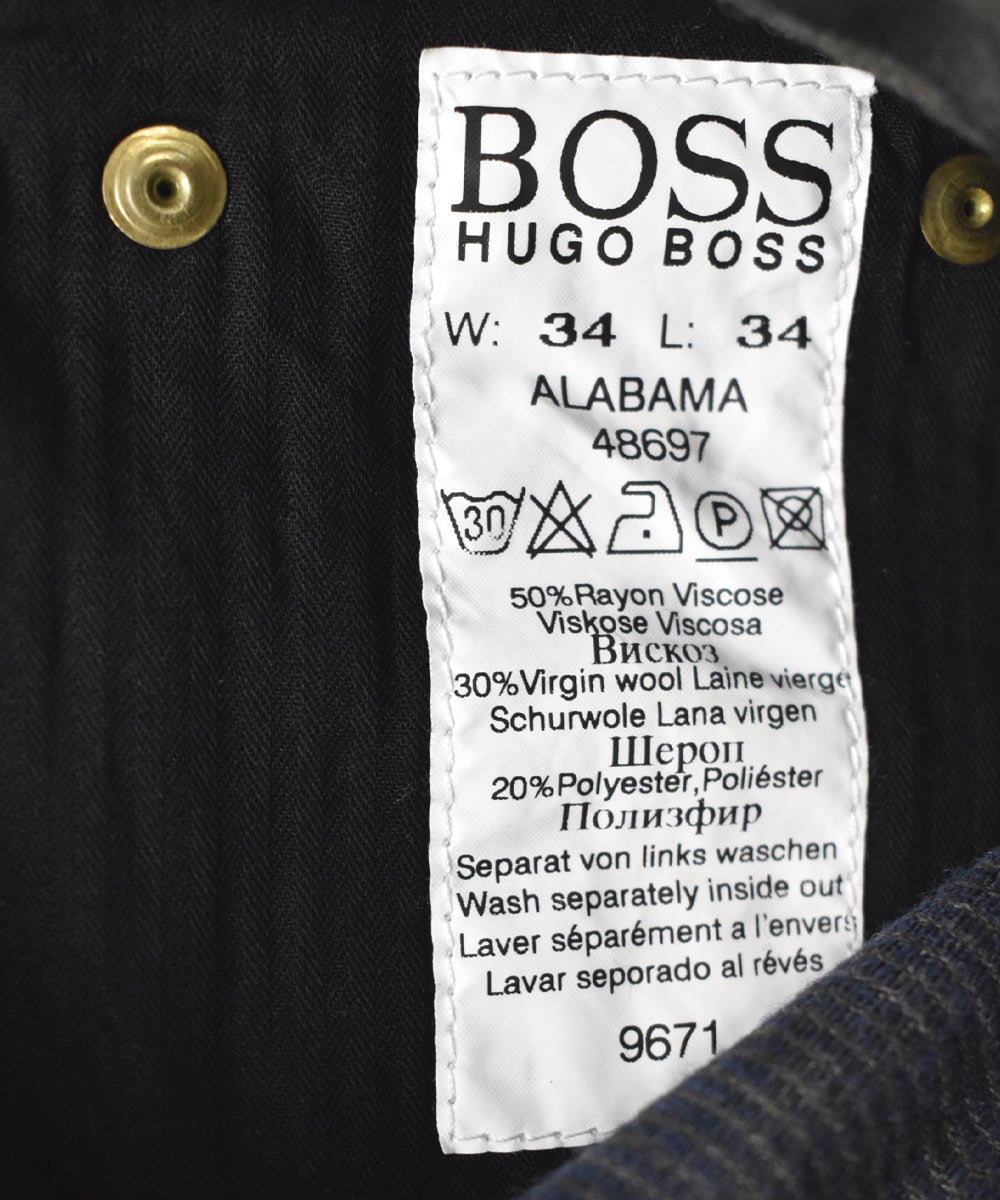 BOSS
HUGO BOSS
W: 34 L: 34
ALABAMA
48697
30 P
50%Rayon Viscose
Viskose Viscosa
Вискоз
30%Virgin wool Laine vierge
Schurwole Lana virgen
Шероп
20%Polyester,Poliéster
Полизфир
Separat von links waschen
Wash separately inside out
Laver séparément a l'envers
Lavar seporado al révés
9671